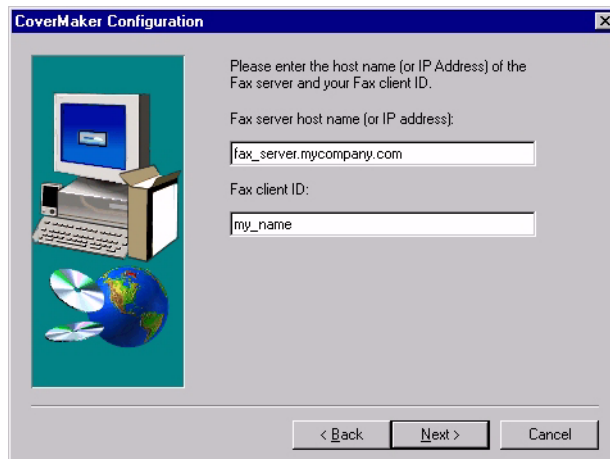 CoverMaker Configuration
Please enter the host name (or IP Address) of the
Fax server and your Fax client ID.
Fax server host name (or IP address):
fax_server.mycompany.com
Fax client ID:
my_name
< Back
Next >
Cancel